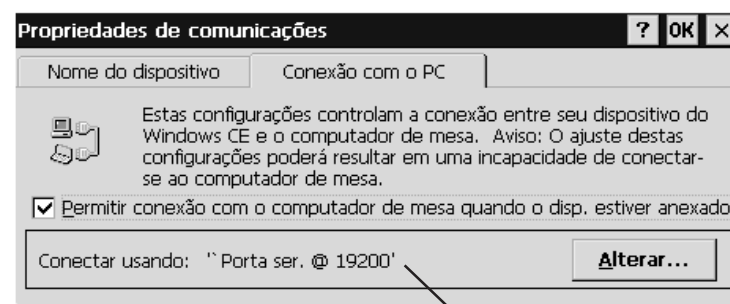 Propriedades de comunicações ? OK ×
Nome do dispositivo Conexão com o PC
Estas configurações controlam a conexão entre seu dispositivo do
Windows CE e o computador de mesa. Aviso: O ajuste destas
configurações poderá resultar em uma incapacidade de conectar-
se ao computador de mesa.
Permitir conexão com o computador de mesa quando o disp. estiver anexado
Conectar usando: '`Porta ser. @ 19200' Alterar...